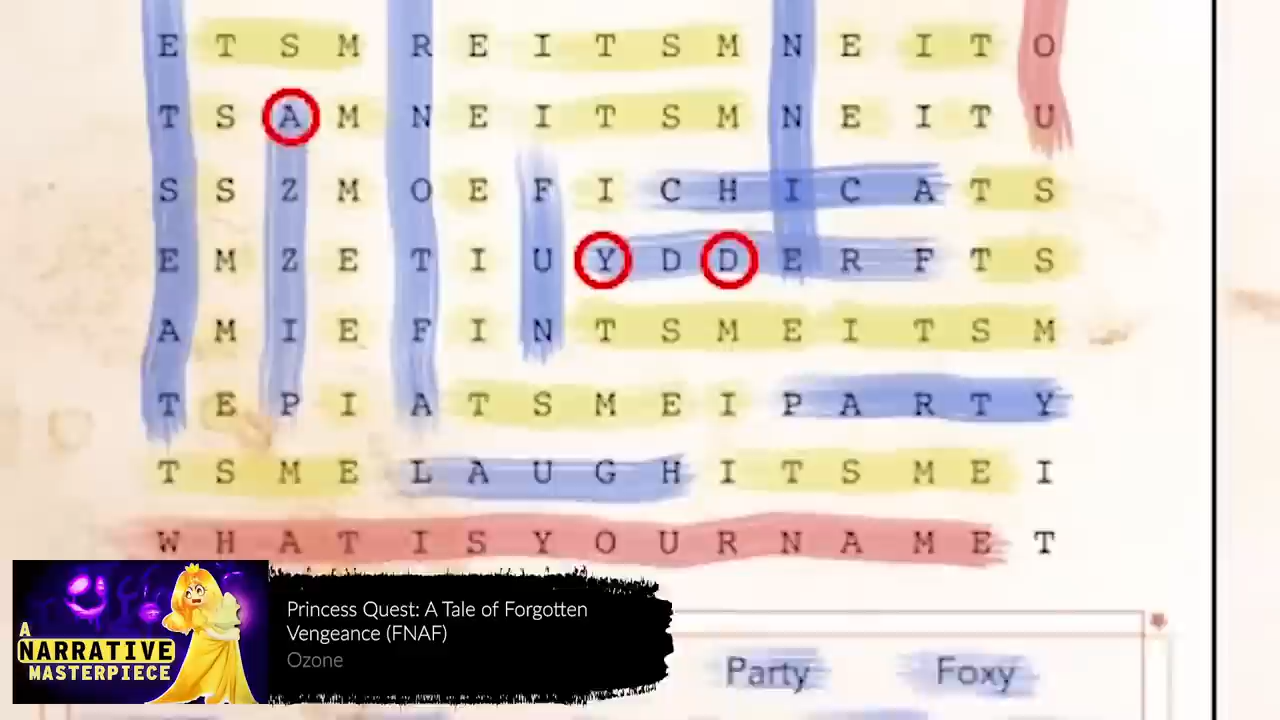 E T S M R E I T S M N E I T O
T S A M N E I T S M N E I T U
S S Z M O E F I C H I C A T S
E M Z E T I U Y D D E R F T S
A M I E F I N T S M E I T S M
T E P I A T S M E I P A R T Y
T S M E L A U G H I T S M E I
W H A T I S Y O U R N A M E T
A
NARRATIVE
MASTERPIECE
Princess Quest: A Tale of Forgotten
Vengeance (FNAF)
Ozone
Party Foxy